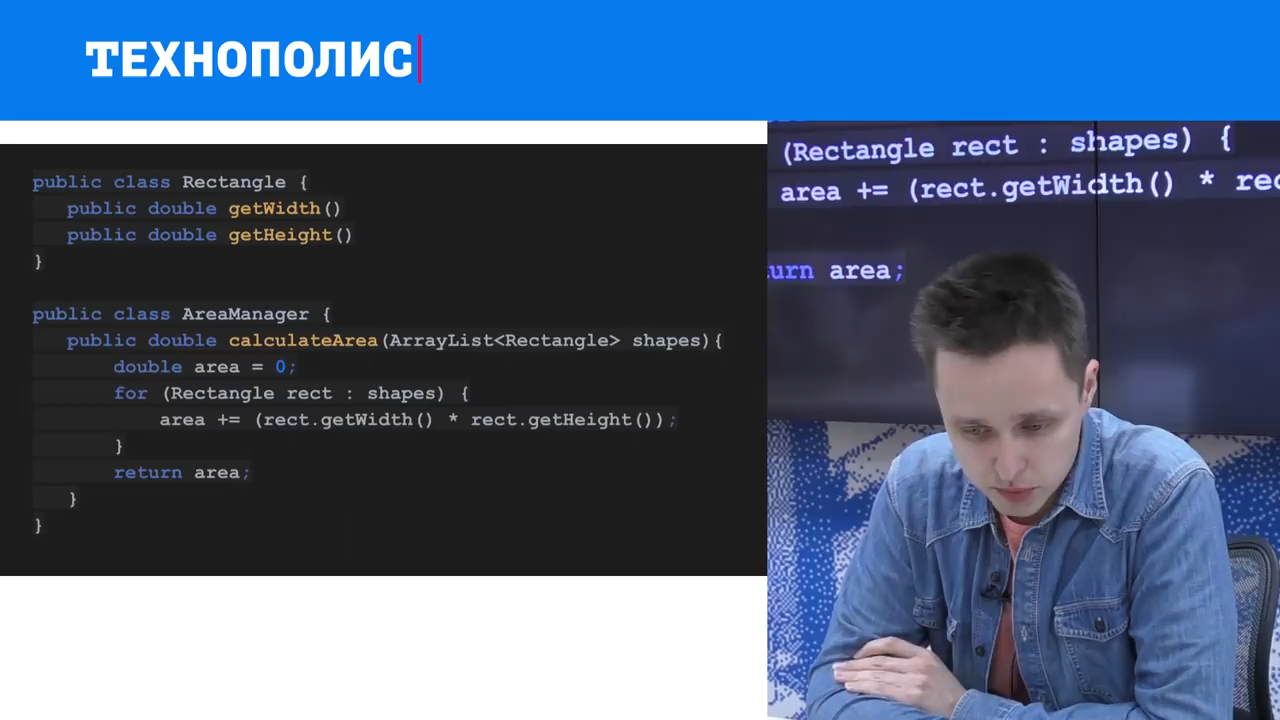 ТЕХНОПОЛИС
public class Rectangle {
public double getWidth()
public double getHeight()
}
public class AreaManager {
public double calculateArea(ArrayList<Rectangle> shapes){
double area = 0;
for (Rectangle rect : shapes) {
area += (rect.getWidth() * rect.getHeight());
}
return area;
}
}
(Rectangle rect : shapes) {
area += (rect.getWidth() * rec
urn area;